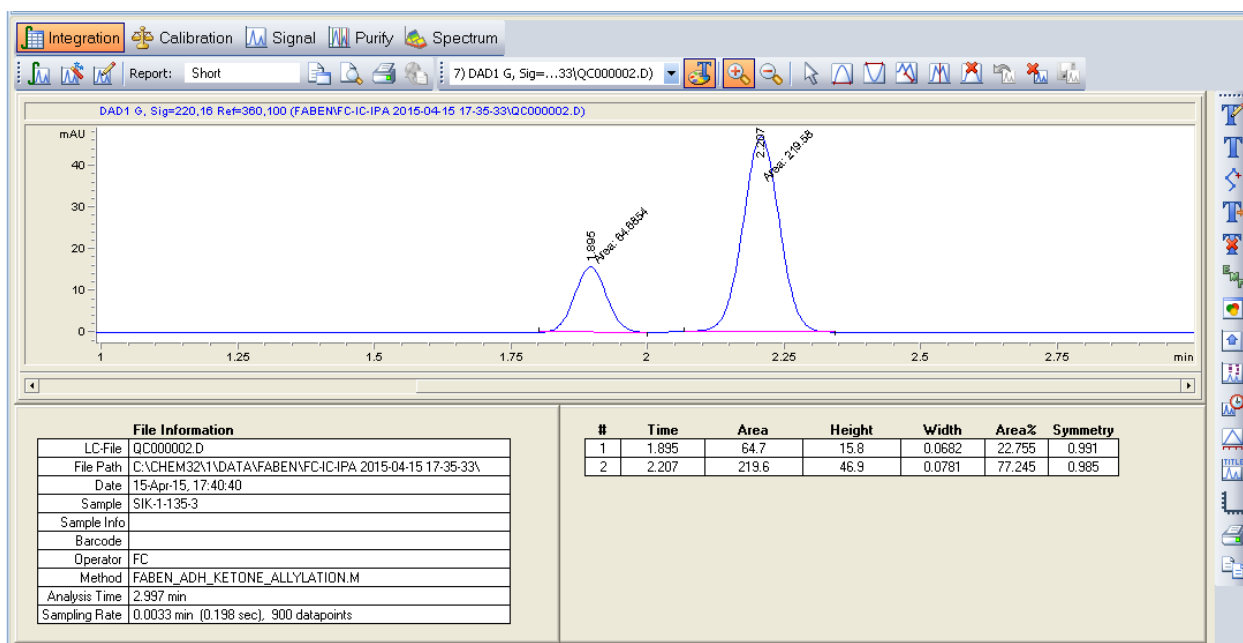 Integration Calibration Signal Purify Spectrum
Report: Short 7) DAD1 G, Sig=...33\QC000002.D)
DAD1 G, Sig=220,16 Ref=360,100 (FABEN\FC-IC-IPA 2015-04-15 17-35-33\QC000002.D)
mAU
40
30
20
10
0
1.895
Area: 64.6854
2.207
Area: 219.58
1 1.25 1.5 1.75 2 2.25 2.5 2.75 min
File Information
LC-File QC000002.D
File Path C:\CHEM32\1\DATA\FABEN\FC-IC-IPA 2015-04-15 17-35-33\
Date 15-Apr-15, 17:40:40
Sample SIK-1-135-3
Sample Info
Barcode
Operator FC
Method FABEN_ADH_KETONE_ALLYLATION.M
Analysis Time 2.997 min
Sampling Rate 0.0033 min (0.198 sec), 900 datapoints
# Time Area Height Width Area% Symmetry
1 1.895 64.7 15.8 0.0682 22.755 0.991
2 2.207 219.6 46.9 0.0781 77.245 0.985
TITLE